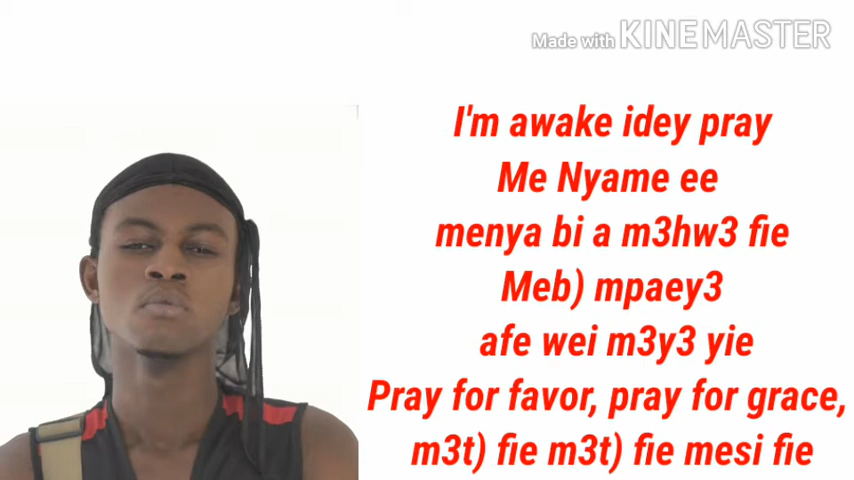 Made with KINEMASTER
I'm awake idey pray
Me Nyame ee
menya bi a m3hw3 fie
Meb) mpaey3
afe wei m3y3 yie
Pray for favor, pray for grace,
m3t) fie m3t) fie mesi fie